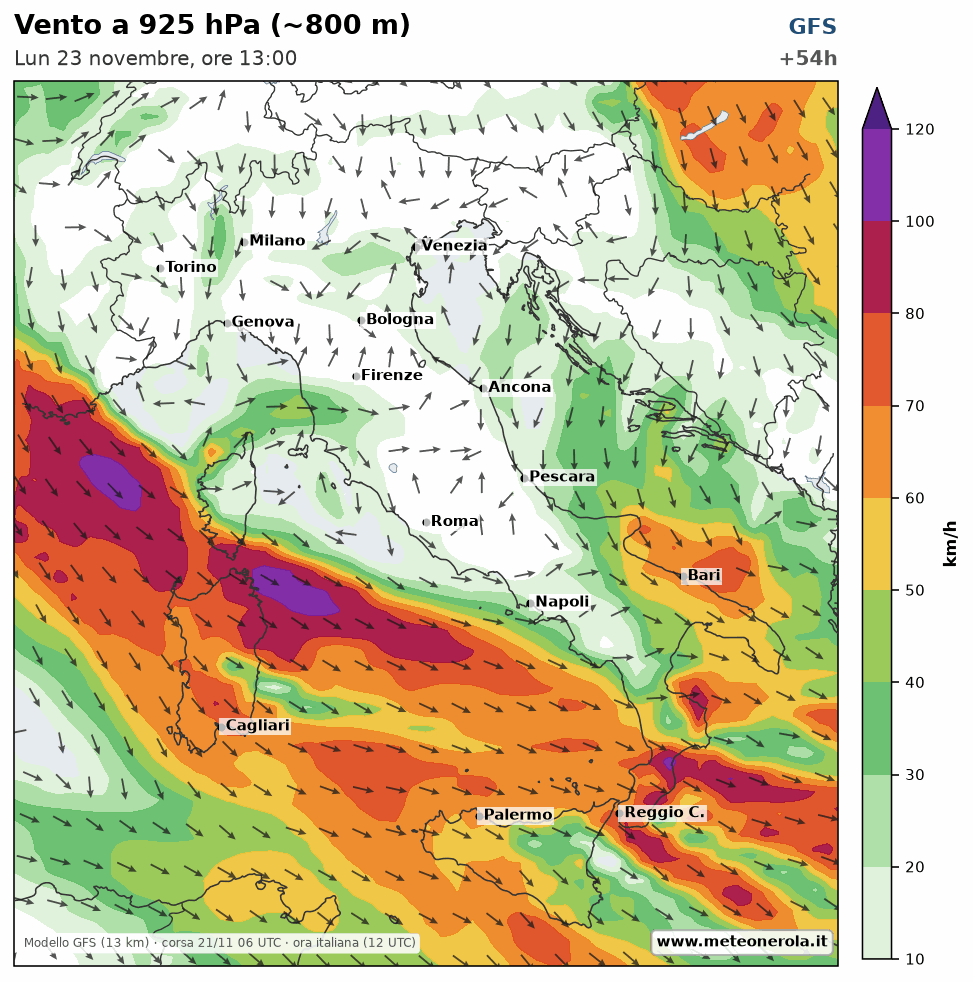 Vento a 925 hPa (~800 m)
GFS
Lun 23 novembre, ore 13:00
+54h
Milano
Venezia
Torino
Genova
Bologna
Firenze
Ancona
Pescara
Roma
Bari
Napoli
Cagliari
Palermo
Reggio C.
120
100
80
70
60
50
40
30
20
10
km/h
Modello GFS (13 km) · corsa 21/11 06 UTC · ora italiana (12 UTC)
www.meteonerola.it